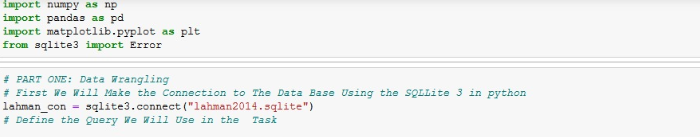 import numpy as np
import pandas as pd
import matplotlib.pyplot as plt
from sqlite3 import Error
# PART ONE: Data Wrangling
# First We Will Make the Connection to The Data Base Using the SQLLite 3 in python
lahman_con = sqlite3.connect("lahman2014.sqlite")
# Define the Query We Will Use in the  Task